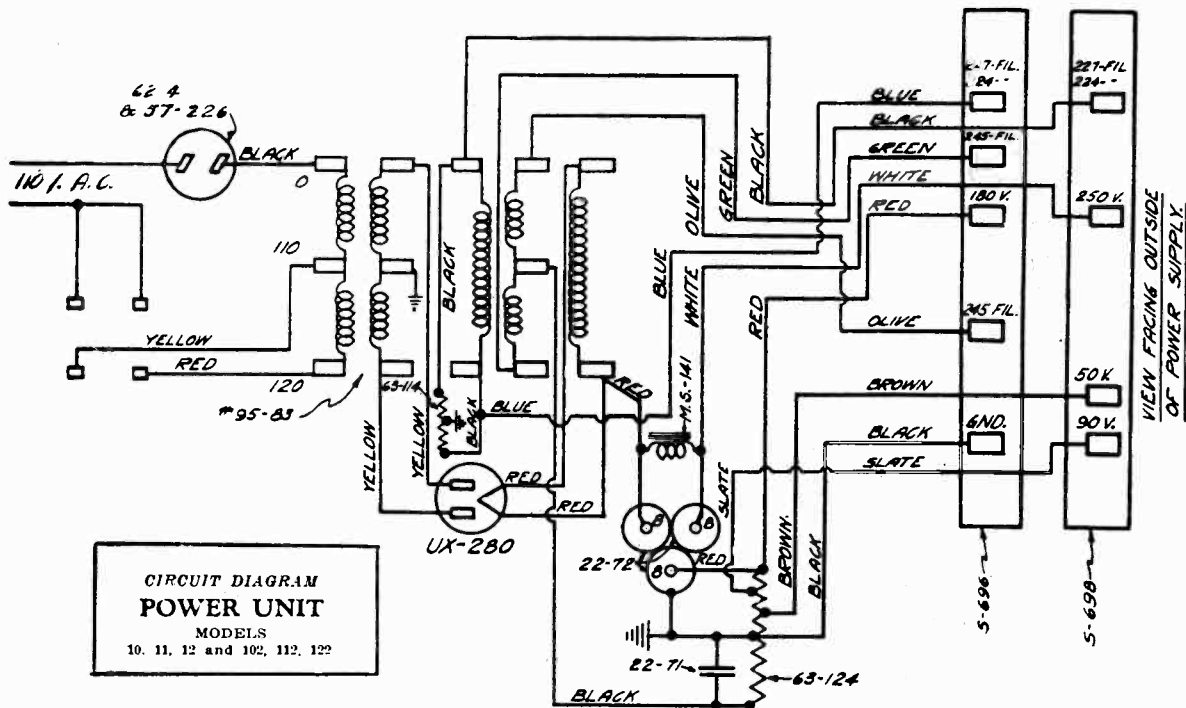 & 57-226
BLACK
110 V. A.C.
0
110
120
YELLOW
RED
#95-83
YELLOW
YELLOW
63-114
BLACK
BLACK
BLUE
UX-280
RED
RED
RED
M.S.-141
OLIVE
GREEN
BLACK
BLUE
WHITE
RED
BLUE
BLACK
GREEN
WHITE
RED
OLIVE
BROWN
BLACK
SLATE
SLATE
BROWN
BLACK
B
B
B
RED
22-72
22-71
63-124
BLACK
7-FIL.
24-
245-FIL.
180 V.
245 FIL.
GND.
227-FIL
224--
250 V.
50 V.
90 V.
S-696
S-698
VIEW FACING OUTSIDE
OF POWER SUPPLY.
CIRCUIT DIAGRAM
POWER UNIT
MODELS
10, 11, 12 and 102, 112, 122